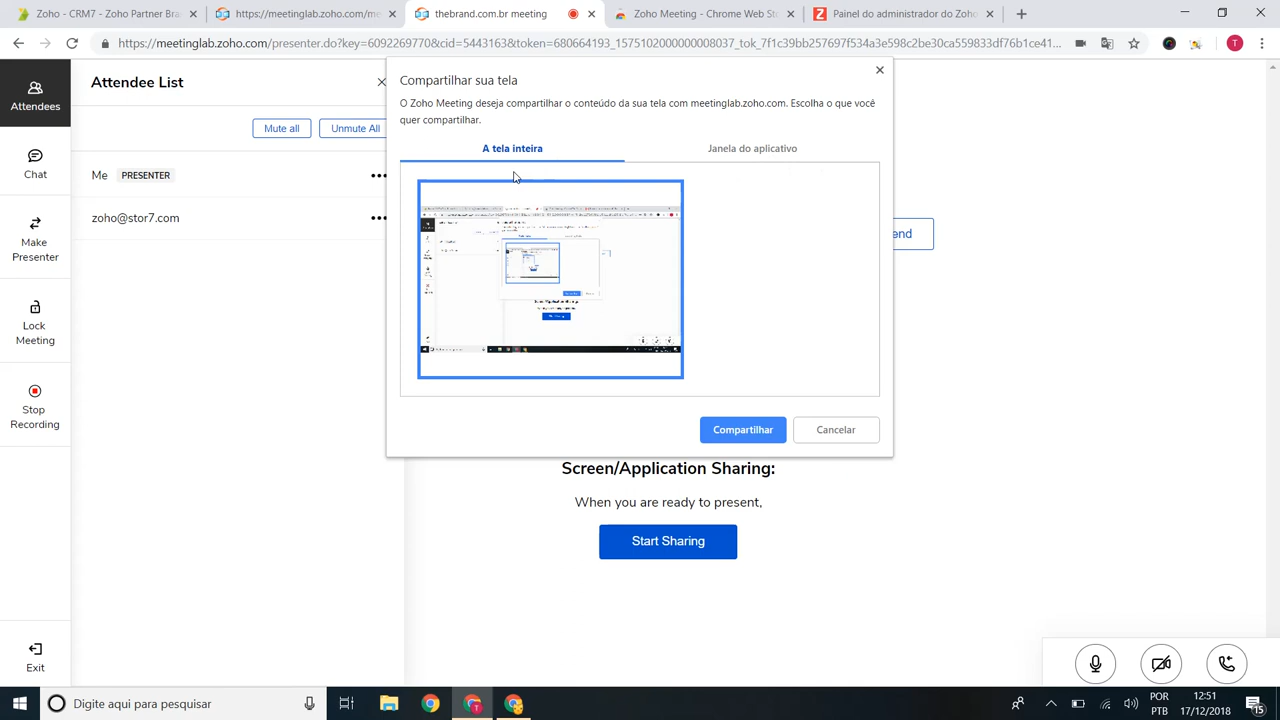 Zoho - CRM7 - Zoho Partner Bra
https://meetinglab.zoho.com/me
thebrand.com.br meeting
Zoho Meeting - Chrome Web Sto
Painel do administrador do Zoho
https://meetinglab.zoho.com/presenter.do?key=6092269770&cid=5443163&token=680664193_1575102000000008037_tok_7f1c39bb257697f534a3e598c2be30ca559833df76b1ce41...
T
Attendees
Chat
Make
Presenter
Lock
Meeting
Stop
Recording
Exit
Attendee List
Mute all
Unmute All
Me
PRESENTER
zoho@stor7.com
Compartilhar sua tela
O Zoho Meeting deseja compartilhar o conteúdo da sua tela com meetinglab.zoho.com. Escolha o que você
quer compartilhar.
A tela inteira
Janela do aplicativo
Compartilhar
Cancelar
end
Screen/Application Sharing:
When you are ready to present,
Start Sharing
Digite aqui para pesquisar
POR
PTB
12:51
17/12/2018
15